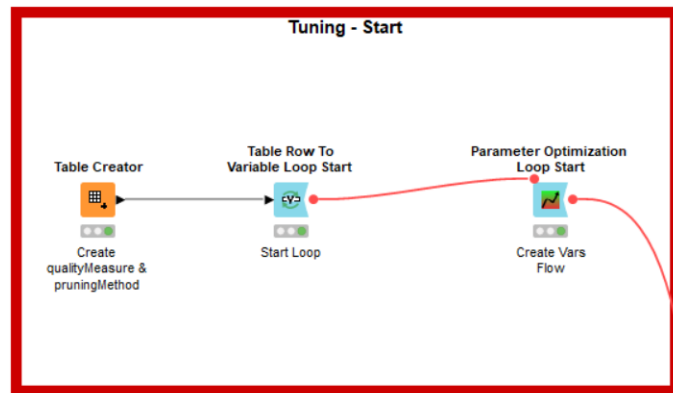 Tuning - Start
Table Creator
Create
qualityMeasure &
pruningMethod
Table Row To
Variable Loop Start
Start Loop
Parameter Optimization
Loop Start
Create Vars
Flow